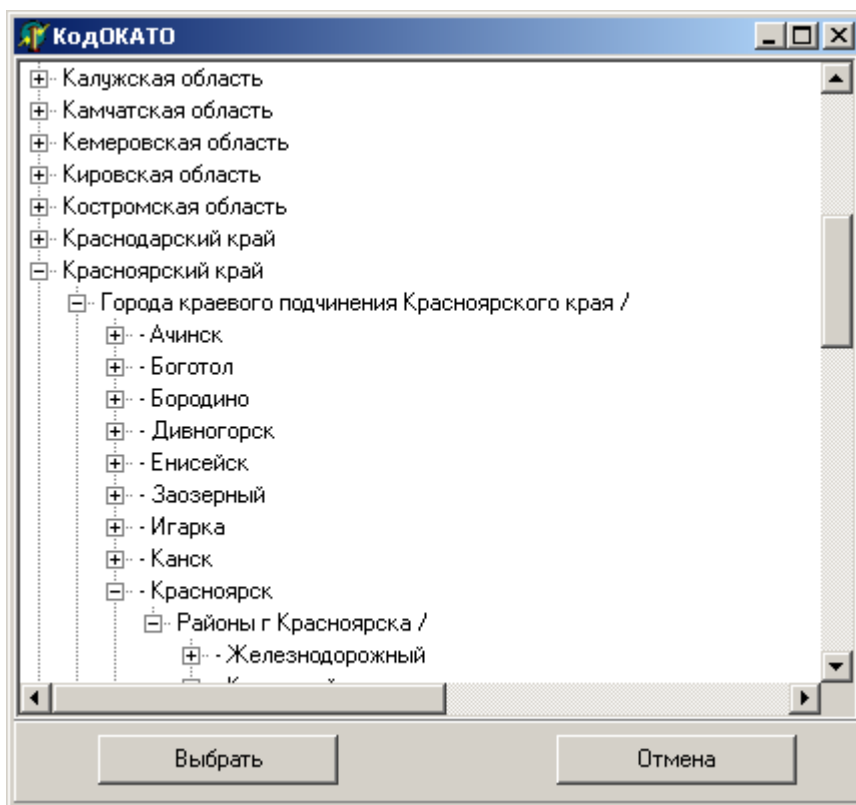 КодОКАТО
Калужская область
Камчатская область
Кемеровская область
Кировская область
Костромская область
Краснодарский край
Красноярский край
Города краевого подчинения Красноярского края /
- Ачинск
- Боготол
- Бородино
- Дивногорск
- Енисейск
- Заозерный
- Игарка
- Канск
- Красноярск
Районы г Красноярска /
- Железнодорожный
Выбрать
Отмена